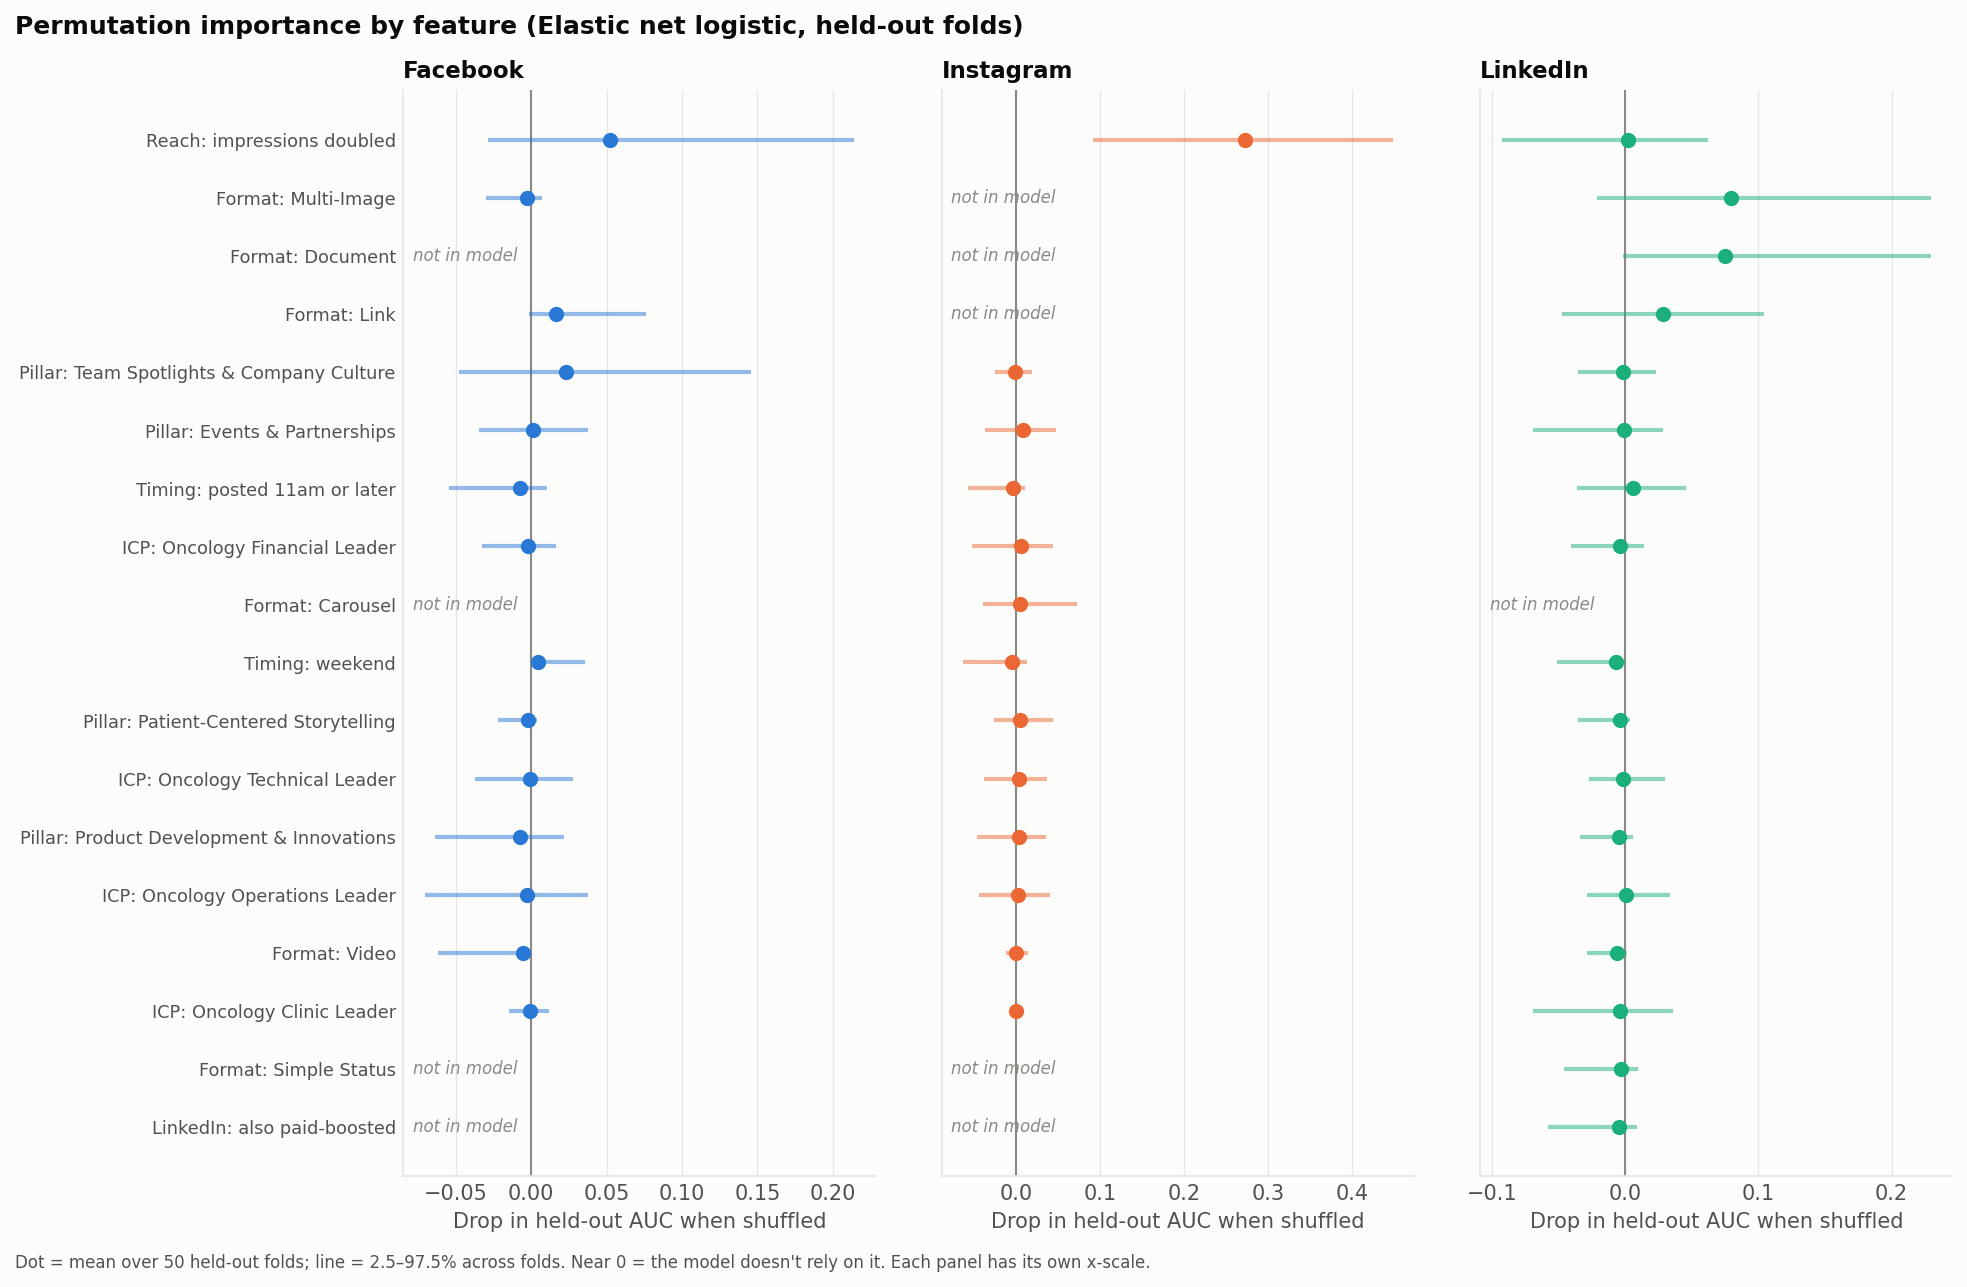 Permutation importance by feature (Elastic net logistic, held-out folds)
Facebook
Instagram
LinkedIn
Reach: impressions doubled
Format: Multi-Image
not in model
Format: Document
not in model
not in model
Format: Link
not in model
Pillar: Team Spotlights & Company Culture
Pillar: Events & Partnerships
Timing: posted 11am or later
ICP: Oncology Financial Leader
Format: Carousel
not in model
not in model
Timing: weekend
Pillar: Patient-Centered Storytelling
ICP: Oncology Technical Leader
Pillar: Product Development & Innovations
ICP: Oncology Operations Leader
Format: Video
ICP: Oncology Clinic Leader
Format: Simple Status
not in model
not in model
LinkedIn: also paid-boosted
not in model
not in model
−0.05 0.00 0.05 0.10 0.15 0.20
0.0 0.1 0.2 0.3 0.4
−0.1 0.0 0.1 0.2
Drop in held-out AUC when shuffled
Drop in held-out AUC when shuffled
Drop in held-out AUC when shuffled
Dot = mean over 50 held-out folds; line = 2.5–97.5% across folds. Near 0 = the model doesn't rely on it. Each panel has its own x-scale.